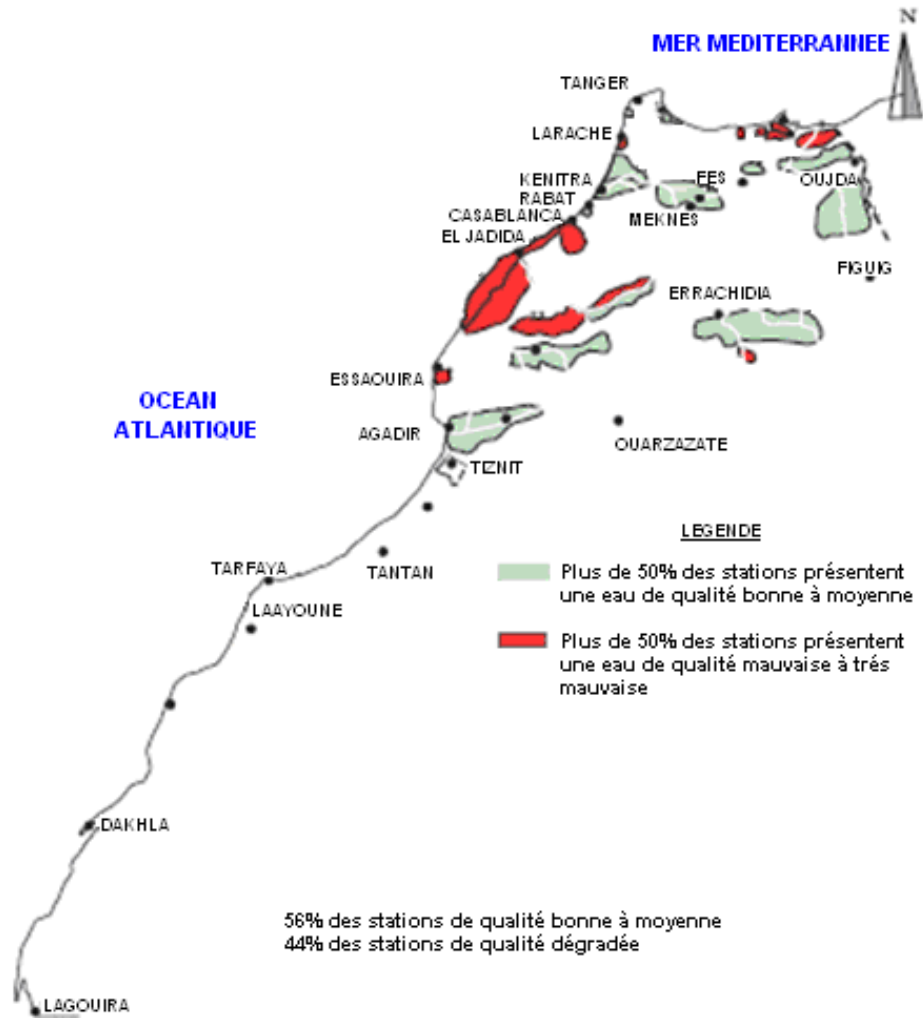 N
MER MEDITERRANNEE
TANGER
LARACHE
KENITRA
FES
RABAT
OUJDA
CASABLANCA
MEKNES
EL JADIDA
FIGUIG
ERRACHIDIA
ESSAOUIRA
OCEAN
ATLANTIQUE
AGADIR
OUARZAZATE
TIZNIT
LEGENDE
TARFAYA
TANTAN
Plus de 50% des stations présentent
une eau de qualité bonne à moyenne
LAAYOUNE
Plus de 50% des stations présentent
une eau de qualité mauvaise à trés
mauvaise
DAKHLA
56% des stations de qualité bonne à moyenne
44% des stations de qualité dégradée
LAGOUIRA